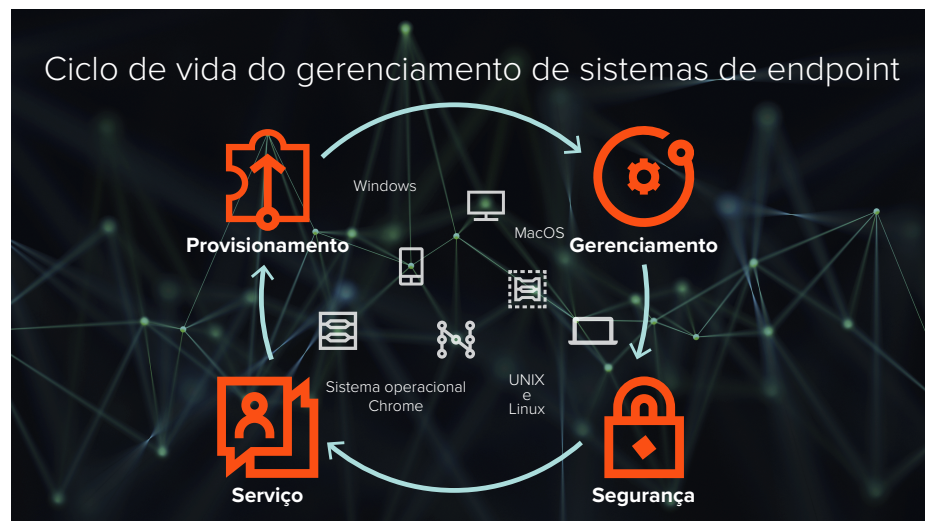 Ciclo de vida do gerenciamento de sistemas de endpoint
Windows
MacOS
Provisionamento
Gerenciamento
Sistema operacional
Chrome
UNIX
e
Linux
Serviço
Segurança